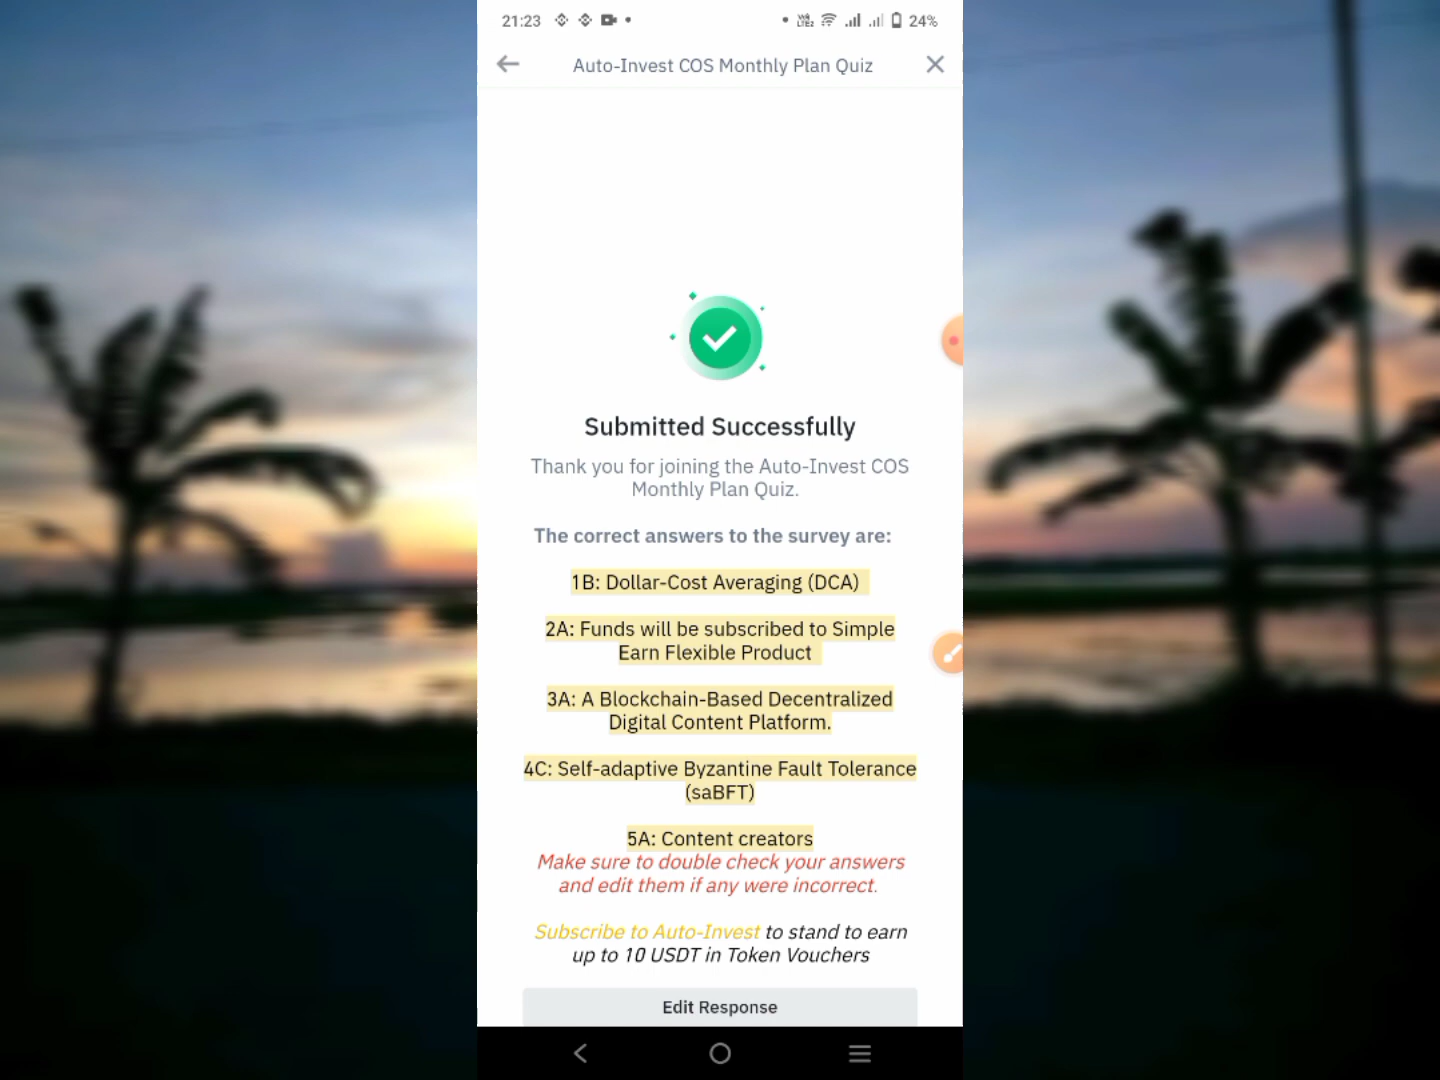 21:23
VoLTE2
24%
Auto-Invest COS Monthly Plan Quiz
Submitted Successfully
Thank you for joining the Auto-Invest COS
Monthly Plan Quiz.
The correct answers to the survey are:
1B: Dollar-Cost Averaging (DCA)
2A: Funds will be subscribed to Simple
Earn Flexible Product
3A: A Blockchain-Based Decentralized
Digital Content Platform.
4C: Self-adaptive Byzantine Fault Tolerance
(saBFT)
5A: Content creators
Make sure to double check your answers
and edit them if any were incorrect.
Subscribe to Auto-Invest to stand to earn
up to 10 USDT in Token Vouchers
Edit Response